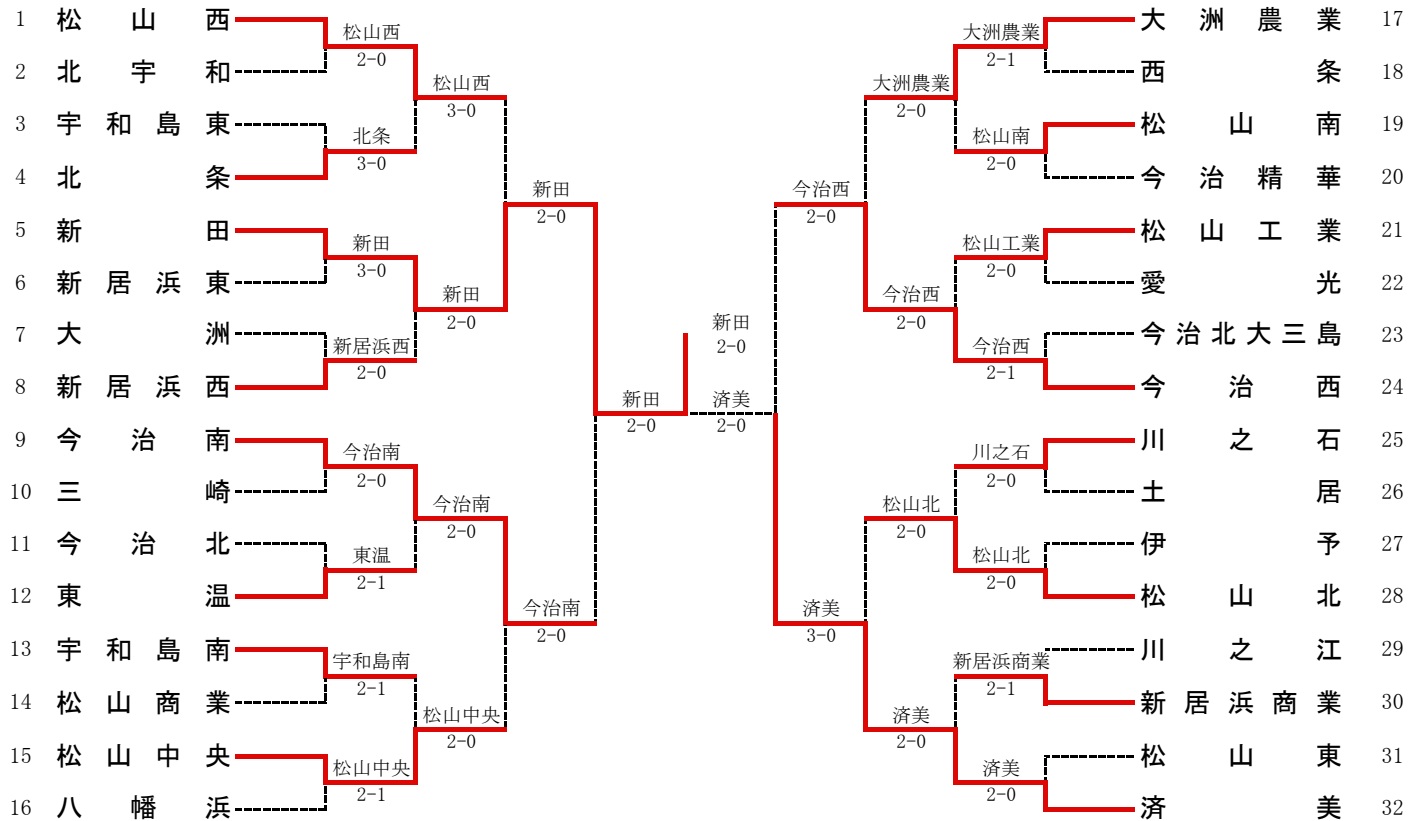 1 松山西
2 北宇和
3 宇和島東
4 北条
5 新田
6 新居浜東
7 大洲
8 新居浜西
9 今治南
10 三崎
11 今治北
12 東温
13 宇和島南
14 松山商業
15 松山中央
16 八幡浜
松山西
2-0
北条
3-0
新田
3-0
新居浜西
2-0
今治南
2-0
東温
2-1
宇和島南
2-1
松山中央
2-1
松山西
3-0
新田
2-0
今治南
2-0
松山中央
2-0
新田
2-0
今治南
2-0
新田
2-0
新田
2-0
済美
2-0
今治西
2-0
済美
3-0
大洲農業
2-0
今治西
2-0
松山北
2-0
済美
2-0
大洲農業
2-1
松山南
2-0
松山工業
2-0
今治西
2-1
川之石
2-0
松山北
2-0
新居浜商業
2-1
済美
2-0
大洲農業 17
西条 18
松山南 19
今治精華 20
松山工業 21
愛光 22
今治北大三島 23
今治西 24
川之石 25
土居 26
伊予 27
松山北 28
川之江 29
新居浜商業 30
松山東 31
済美 32